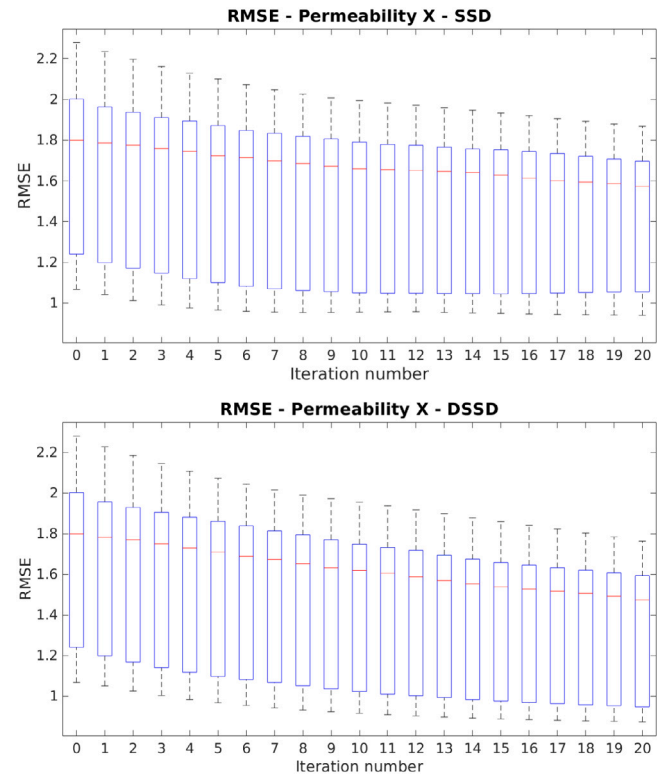 RMSE - Permeability X - SSD
2.2
2
1.8
1.6
1.4
1.2
1
RMSE
0 1 2 3 4 5 6 7 8 9 10 11 12 13 14 15 16 17 18 19 20
Iteration number
RMSE - Permeability X - DSSD
2.2
2
1.8
1.6
1.4
1.2
1
RMSE
0 1 2 3 4 5 6 7 8 9 10 11 12 13 14 15 16 17 18 19 20
Iteration number